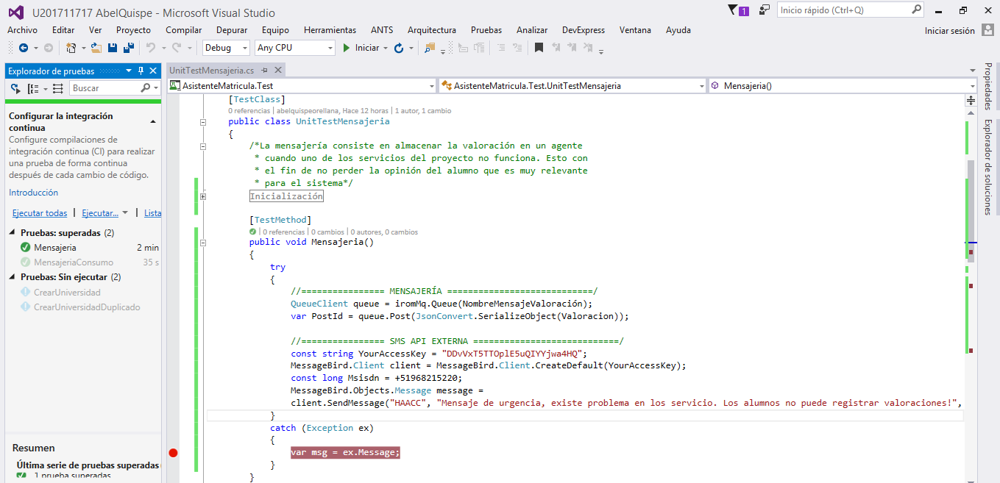 U201711717 AbelQuispe - Microsoft Visual Studio
1
Inicio rápido (Ctrl+Q)
Archivo Editar Ver Proyecto Compilar Depurar Equipo Herramientas ANTS Arquitectura Pruebas Analizar DevExpress Ventana Ayuda
Iniciar sesión
Debug Any CPU Iniciar
Explorador de pruebas
Buscar
Configurar la integración
continua
Configure compilaciones de
integración continua (CI) para realizar
una prueba de forma continua
después de cada cambio de código.
Introducción
Ejecutar todas | Ejecutar... | Lista
Pruebas: superadas (2)
Mensajeria 2 min
MensajeriaConsumo 35 s
Pruebas: Sin ejecutar (2)
CrearUniversidad
CrearUniversidadDuplicado
Resumen
Última serie de pruebas superadas
1 prueba superadas
UnitTestMensajeria.cs
AsistenteMatricula.Test AsistenteMatricula.Test.UnitTestMensajeria Mensajeria()
[TestClass]
0 referencias | abelquispeorellana, Hace 12 horas | 1 autor, 1 cambio
public class UnitTestMensajeria
{
/*La mensajería consiste en almacenar la valoración en un agente
* cuando uno de los servicios del proyecto no funciona. Esto con
* el fin de no perder la opinión del alumno que es muy relevante
* para el sistema*/
Inicialización
[TestMethod]
| 0 referencias | 0 cambios | 0 autores, 0 cambios
public void Mensajeria()
{
try
{
//================ MENSAJERÍA ============================/
QueueClient queue = iromMq.Queue(NombreMensajeValoración);
var PostId = queue.Post(JsonConvert.SerializeObject(Valoracion));
//================ SMS API EXTERNA ============================/
const string YourAccessKey = "DDvVxT5TTOplE5uQIYYjwa4HQ";
MessageBird.Client client = MessageBird.Client.CreateDefault(YourAccessKey);
const long Msisdn = +51968215220;
MessageBird.Objects.Message message =
client.SendMessage("HAACC", "Mensaje de urgencia, existe problema en los servicio. Los alumnos no puede registrar valoraciones!",
}
catch (Exception ex)
{
var msg = ex.Message;
}
}
Propiedades
Explorador de soluciones